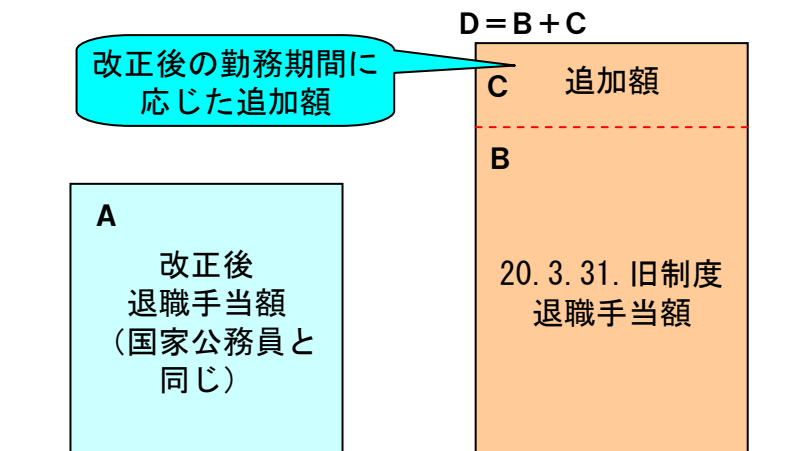 D=B+C
改正後の勤務期間に
応じた追加額
C 追加額
B
A
改正後
退職手当額
(国家公務員と
同じ)
20.3.31.旧制度
退職手当額